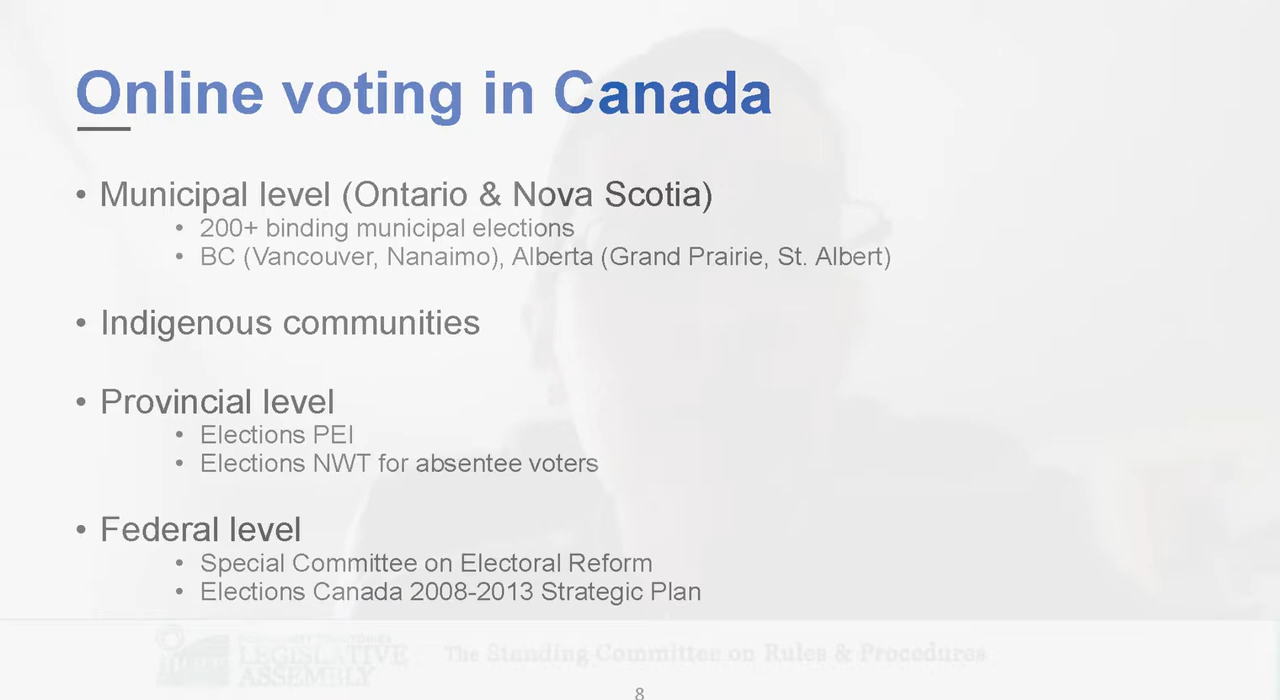 Online voting in Canada
• Municipal level (Ontario & Nova Scotia)
• 200+ binding municipal elections
• BC (Vancouver, Nanaimo), Alberta (Grand Prairie, St. Albert)
• Indigenous communities
• Provincial level
• Elections PEI
• Elections NWT for absentee voters
• Federal level
• Special Committee on Electoral Reform
• Elections Canada 2008-2013 Strategic Plan
LEGISLATIVE
ASSEMBLY
The Standing Committee on Rules & Procedures
8